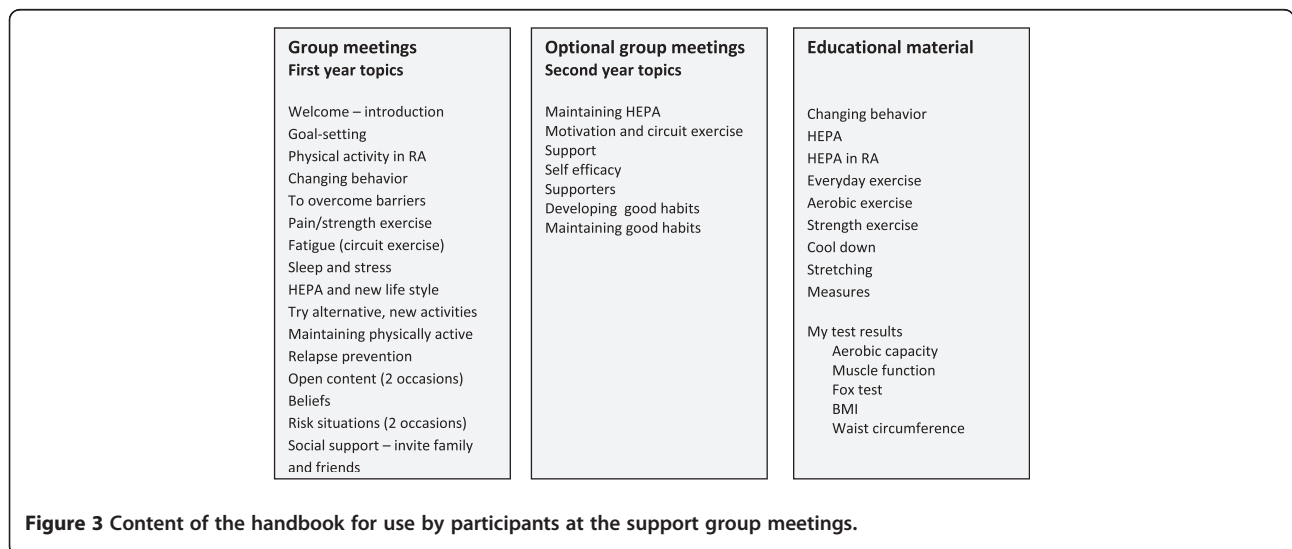 Group meetings
First year topics
Welcome – introduction
Goal-setting
Physical activity in RA
Changing behavior
To overcome barriers
Pain/strength exercise
Fatigue (circuit exercise)
Sleep and stress
HEPA and new life style
Try alternative, new activities
Maintaining physically active
Relapse prevention
Open content (2 occasions)
Beliefs
Risk situations (2 occasions)
Social support – invite family
and friends
Optional group meetings
Second year topics
Maintaining HEPA
Motivation and circuit exercise
Support
Self efficacy
Supporters
Developing good habits
Maintaining good habits
Educational material
Changing behavior
HEPA
HEPA in RA
Everyday exercise
Aerobic exercise
Strength exercise
Cool down
Stretching
Measures
My test results
Aerobic capacity
Muscle function
Fox test
BMI
Waist circumference
Figure 3 Content of the handbook for use by participants at the support group meetings.